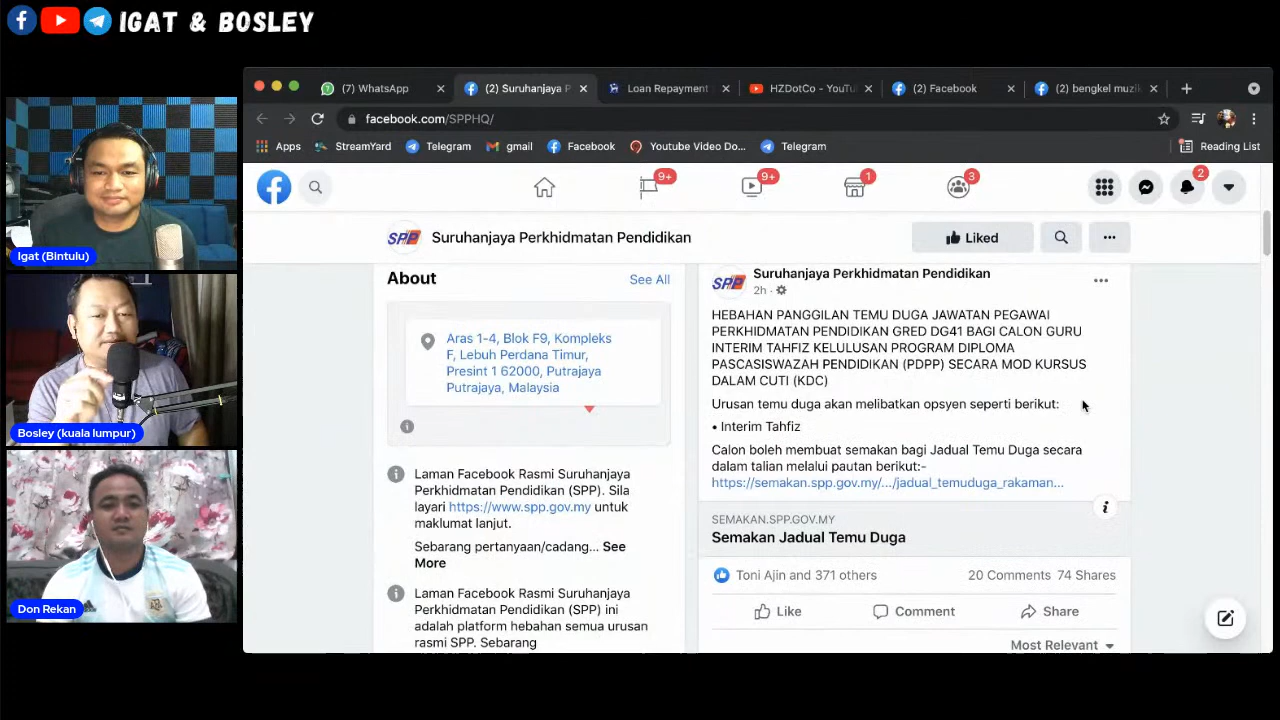 IGAT & BOSLEY
(7) WhatsApp
(2) Suruhanjaya P
Loan Repayment
HZDotCo - YouTu
(2) Facebook
(2) bengkel muzik
facebook.com/SPPHQ/
Apps
StreamYard
Telegram
gmail
Facebook
Youtube Video Do...
Telegram
Reading List
9+
9+
1
3
2
SPP
Suruhanjaya Perkhidmatan Pendidikan
Liked
About
See All
Aras 1-4, Blok F9, Kompleks
F, Lebuh Perdana Timur,
Presint 1 62000, Putrajaya
Putrajaya, Malaysia
Laman Facebook Rasmi Suruhanjaya
Perkhidmatan Pendidikan (SPP). Sila
layari https://www.spp.gov.my untuk
maklumat lanjut.
Sebarang pertanyaan/cadang... See
More
Laman Facebook Rasmi Suruhanjaya
Perkhidmatan Pendidikan (SPP) ini
adalah platform hebahan semua urusan
rasmi SPP. Sebarang
SPP
Suruhanjaya Perkhidmatan Pendidikan
2h
HEBAHAN PANGGILAN TEMU DUGA JAWATAN PEGAWAI
PERKHIDMATAN PENDIDIKAN GRED DG41 BAGI CALON GURU
INTERIM TAHFIZ KELULUSAN PROGRAM DIPLOMA
PASCASISWAZAH PENDIDIKAN (PDPP) SECARA MOD KURSUS
DALAM CUTI (KDC)
Urusan temu duga akan melibatkan opsyen seperti berikut:
• Interim Tahfiz
Calon boleh membuat semakan bagi Jadual Temu Duga secara
dalam talian melalui pautan berikut:-
https://semakan.spp.gov.my/.../jadual_temuduga_rakaman...
SEMAKAN.SPP.GOV.MY
Semakan Jadual Temu Duga
Toni Ajin and 371 others
20 Comments 74 Shares
Like
Comment
Share
Most Relevant
Igat (Bintulu)
Bosley (kuala lumpur)
Don Rekan